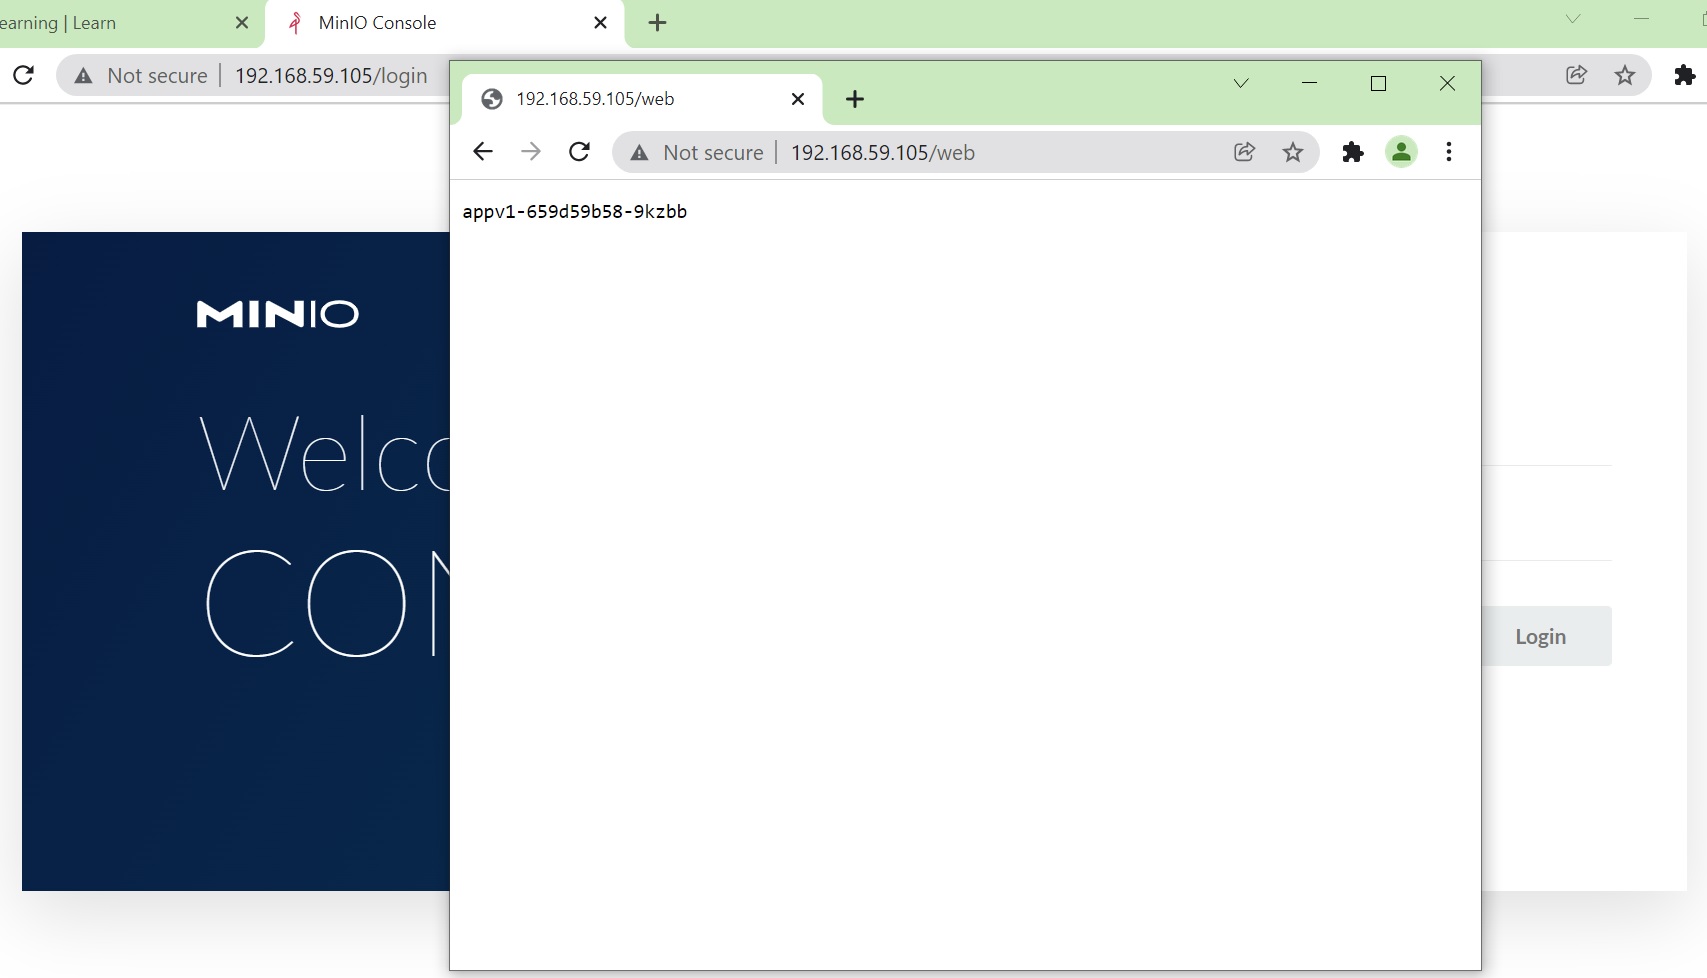 earning | Learn
MinIO Console
Not secure
192.168.59.105/login
192.168.59.105/web
Not secure
192.168.59.105/web
appv1-659d59b58-9kzbb
MINIO
Welco
CON
Login